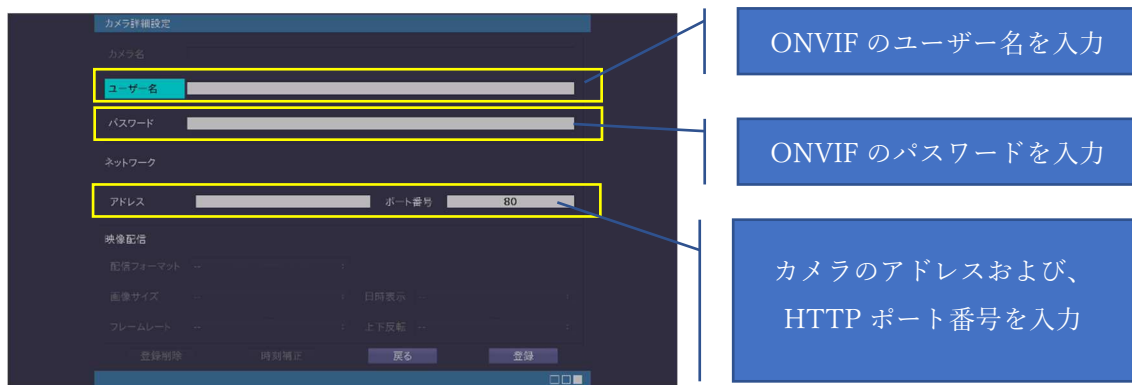 カメラ詳細設定
カメラ名
ユーザー名
パスワード
ネットワーク
アドレス ポート番号 80
映像配信
配信フォーマット --
画像サイズ -- 日時表示 --
フレームレート -- 上下反転 --
登録削除 時刻補正 戻る 登録
ONVIF のユーザー名を入力
ONVIF のパスワードを入力
カメラのアドレスおよび、
HTTP ポート番号を入力